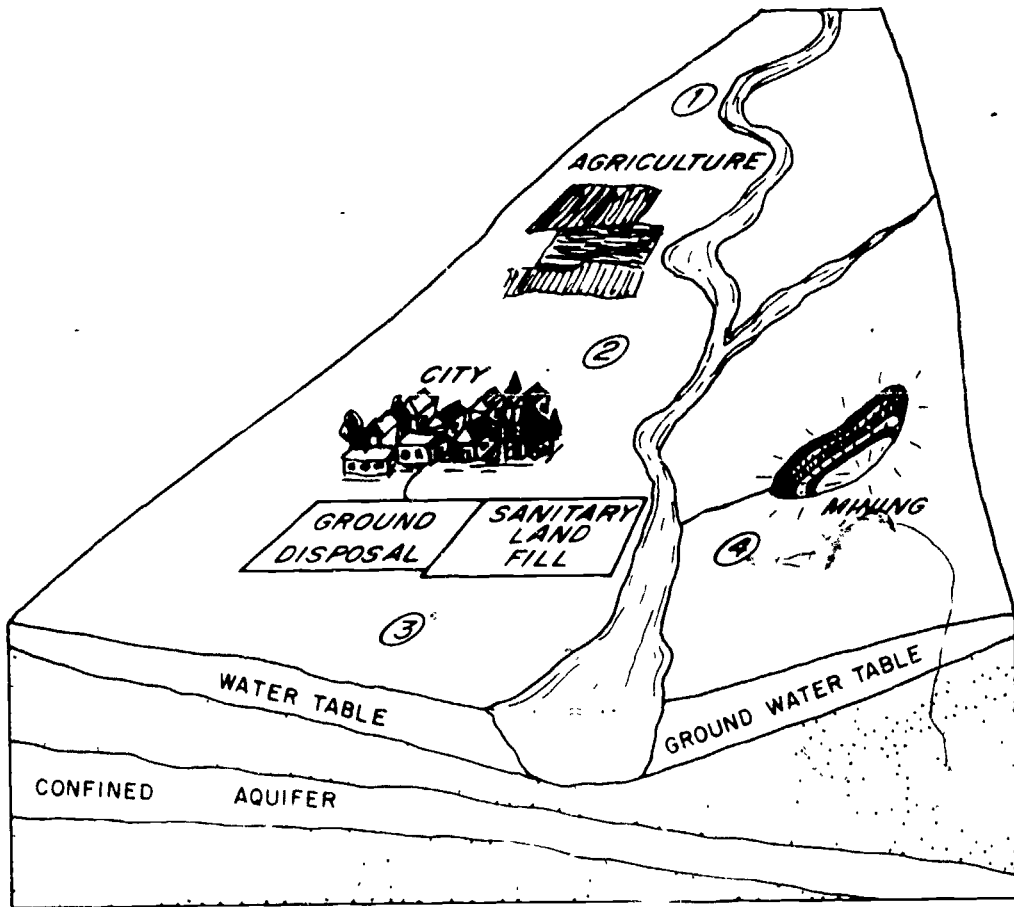 ①
AGRICULTURE
②
CITY
GROUND
DISPOSAL
SANITARY
LAND
FILL
MINING
④
③
WATER TABLE
GROUND WATER TABLE
CONFINED AQUIFER